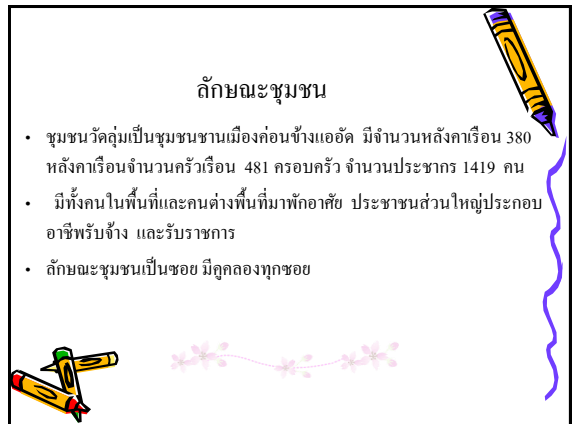 ลักษณะชุมชน
• ชุมชนวัดลุ่มเป็นชุมชนชานเมืองค่อนข้างแออัด มีจำนวนหลังคาเรือน 380
หลังคาเรือนจำนวนครัวเรือน 481 ครอบครัว จำนวนประชากร 1419 คน
• มีทั้งคนในพื้นที่และคนต่างพื้นที่มาพักอาศัย ประชาชนส่วนใหญ่ประกอบ
อาชีพรับจ้าง และรับราชการ
• ลักษณะชุมชนเป็นซอย มีคูคลองทุกซอย